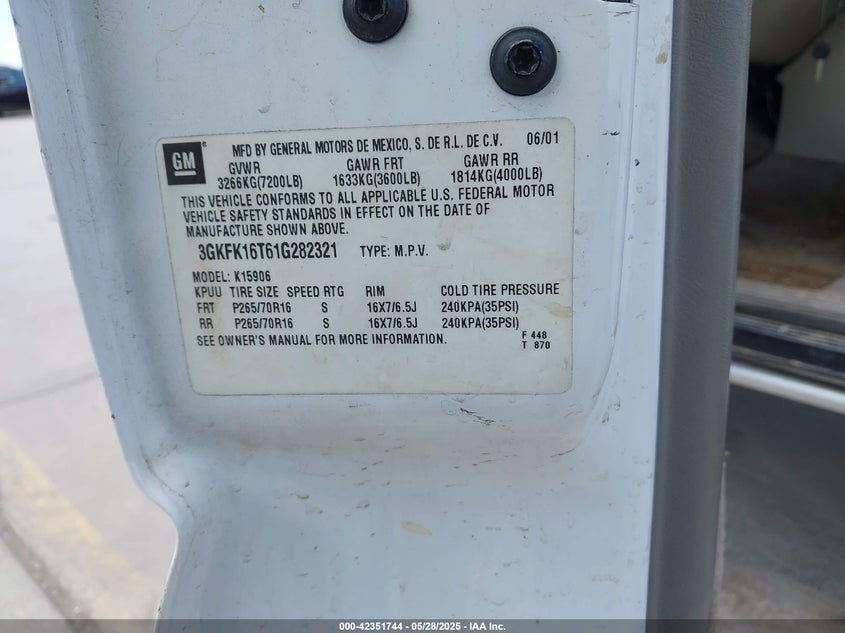 GM
MFD BY GENERAL MOTORS DE MEXICO, S. DE R.L. DE C.V. 06/01
GVWR GAWR FRT GAWR RR
3266KG(7200LB) 1633KG(3600LB) 1814KG(4000LB)
THIS VEHICLE CONFORMS TO ALL APPLICABLE U.S. FEDERAL MOTOR
VEHICLE SAFETY STANDARDS IN EFFECT ON THE DATE OF
MANUFACTURE SHOWN ABOVE.
3GKFK16T61G282321 TYPE: M.P.V.
MODEL: K15906
KPUU TIRE SIZE SPEED RTG RIM COLD TIRE PRESSURE
FRT P265/70R16 S 16X7/6.5J 240KPA(35PSI)
RR P265/70R16 S 16X7/6.5J 240KPA(35PSI)
SEE OWNER'S MANUAL FOR MORE INFORMATION. F 448
T 870
000-42351744 - 05/28/2025 - IAA Inc.